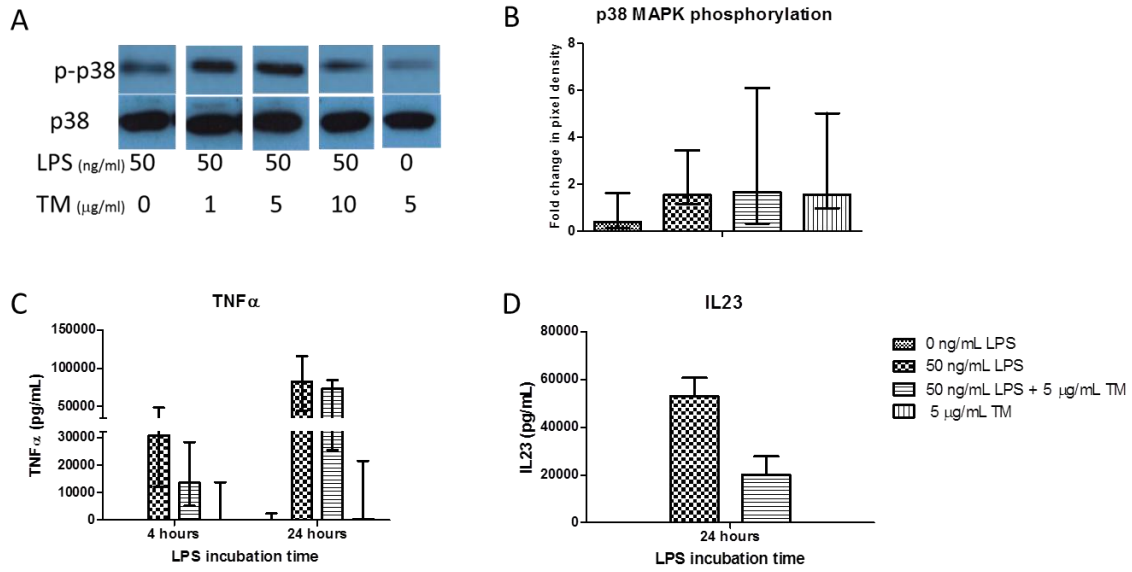 A
p-p38
p38
LPS (ng/ml) 50 50 50 50 0
TM (μg/ml) 0 1 5 10 5
B
p38 MAPK phosphorylation
Fold change in pixel density
8
6
4
2
0
C
TNFα
TNFα (pg/mL)
150000
100000
50000
30000
20000
10000
0
4 hours 24 hours
LPS incubation time
D
IL23
IL23 (pg/mL)
80000
60000
40000
20000
0
24 hours
LPS incubation time
0 ng/mL LPS
50 ng/mL LPS
50 ng/mL LPS + 5 μg/mL TM
5 μg/mL TM